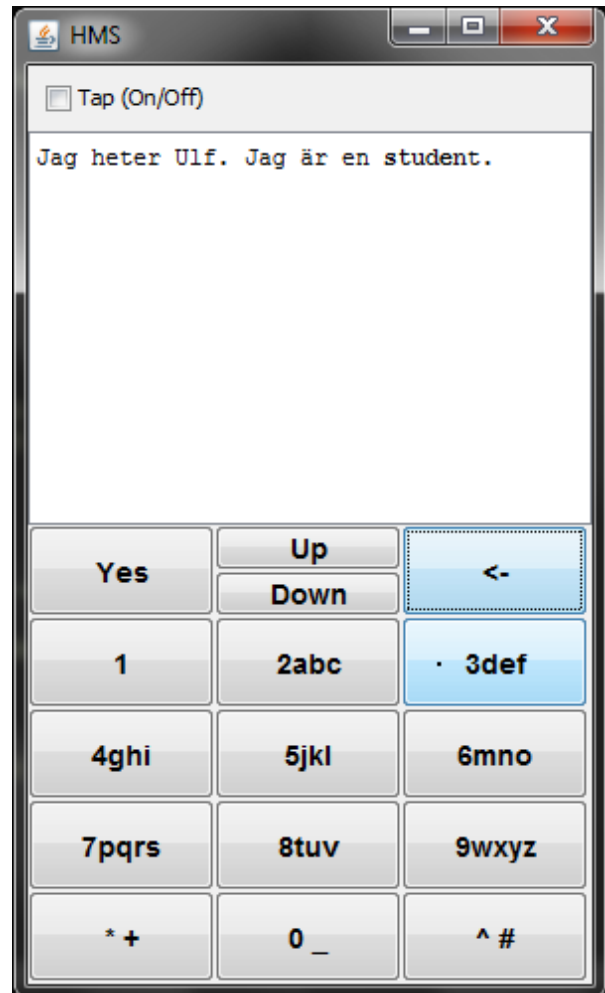 HMS
Tap (On/Off)
Jag heter Ulf. Jag är en student.
Yes Up <-
Down
1 2abc 3def
4ghi 5jkl 6mno
7pqrs 8tuv 9wxyz
* + 0 _ ^ #